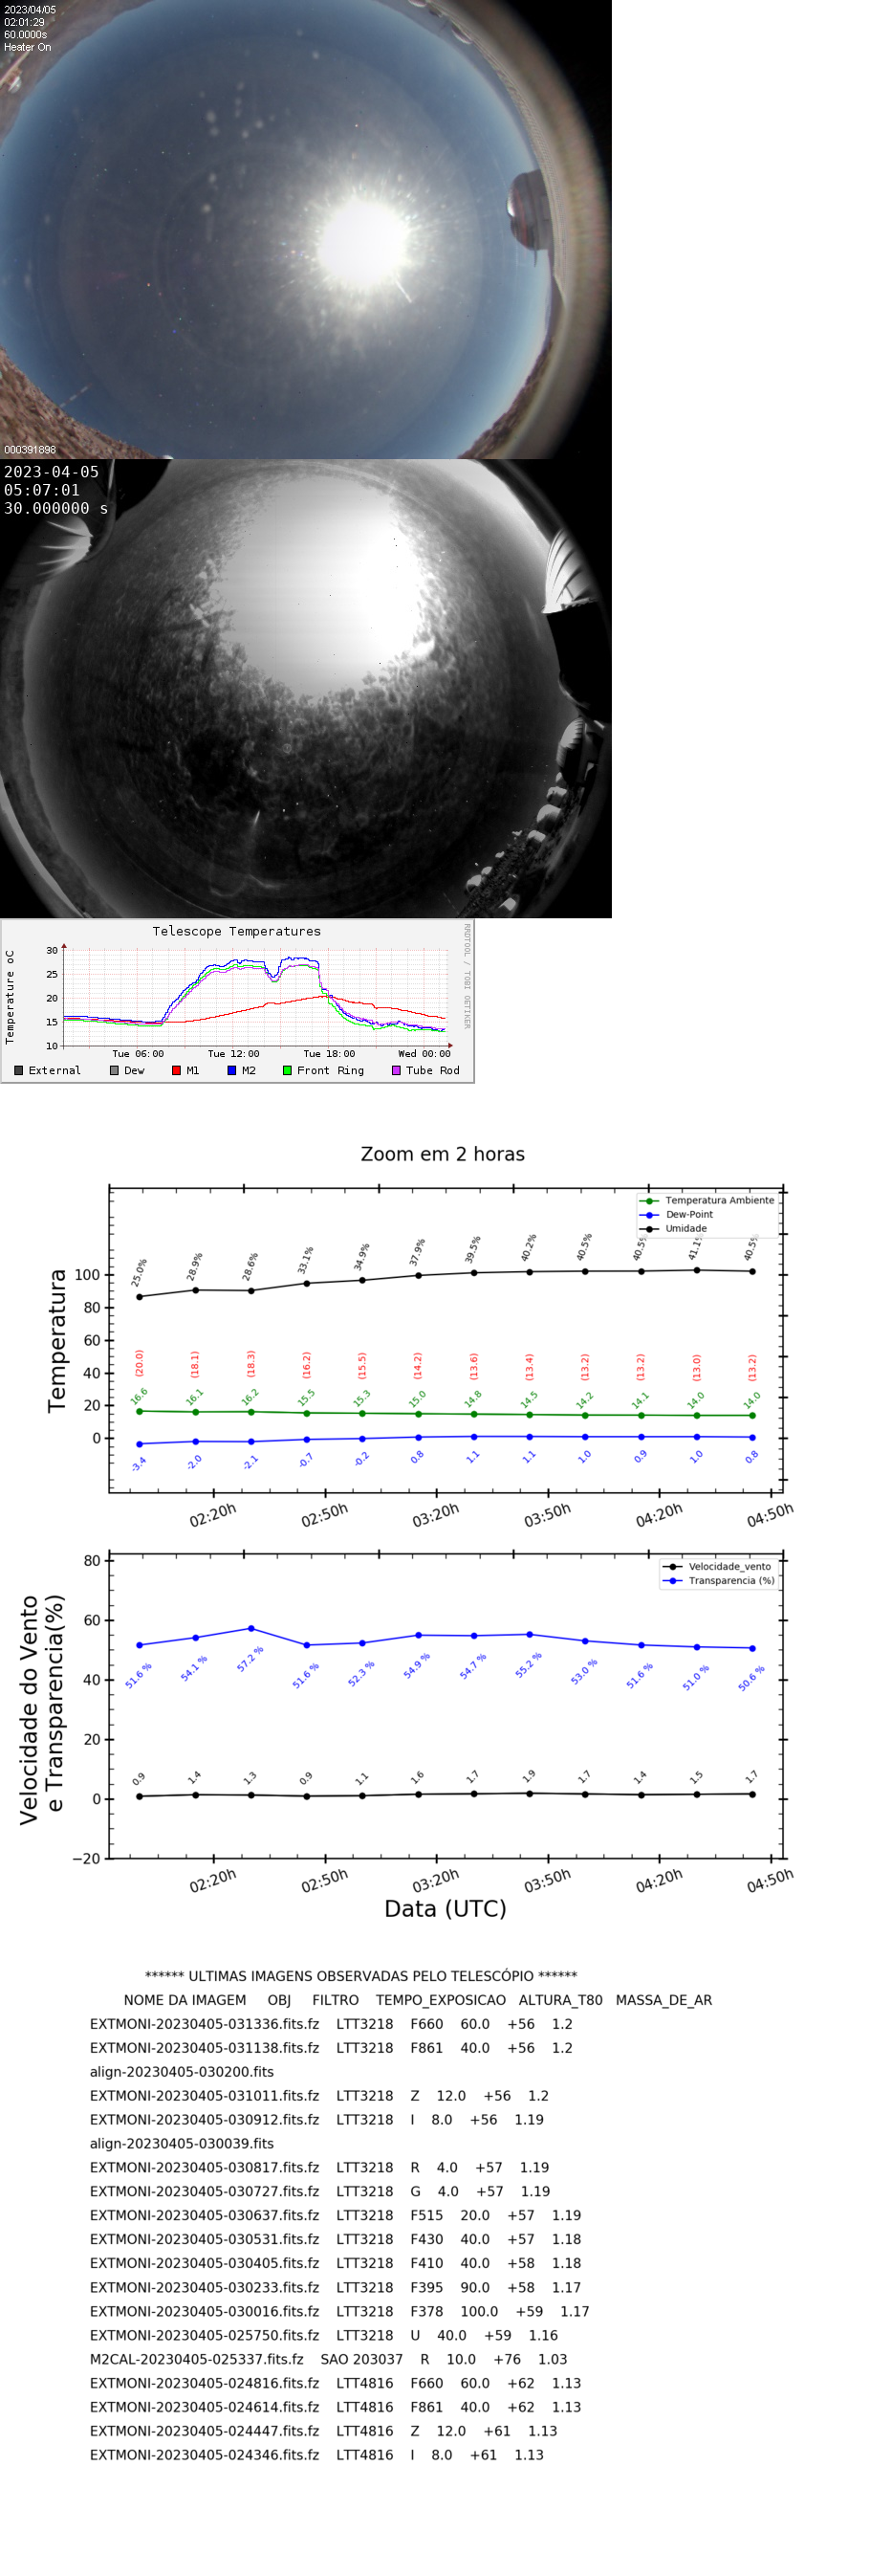 2023/04/05
02:01:29
60.0000s
Heater On
000391898
2023-04-05
05:07:01
30.000000 s
Telescope Temperatures
RRDTOOL / TOBI OETIKER
Temperature oC
30
25
20
15
10
Tue 06:00 Tue 12:00 Tue 18:00 Wed 00:00
External Dew M1 M2 Front Ring Tube Rod
Zoom em 2 horas
Temperatura Ambiente
Dew-Point
Umidade
Temperatura
100
80
60
40
20
0
25.0% 28.9% 28.6% 33.1% 34.9% 37.9% 39.5% 40.2% 40.5% 40.5% 41.1% 40.5%
(20.0) (18.1) (18.3) (16.2) (15.5) (14.2) (13.6) (13.4) (13.2) (13.2) (13.0) (13.2)
16.6 16.1 16.2 15.5 15.3 15.0 14.8 14.5 14.2 14.1 14.0 14.0
-3.4 -2.0 -2.1 -0.7 -0.2 0.8 1.1 1.1 1.0 0.9 1.0 0.8
02:20h 02:50h 03:20h 03:50h 04:20h 04:50h
Velocidade_vento
Transparencia (%)
Velocidade do Vento
e Transparencia(%)
80
60
40
20
0
−20
51.6 % 54.1 % 57.2 % 51.6 % 52.3 % 54.9 % 54.7 % 55.2 % 53.0 % 51.6 % 51.0 % 50.6 %
0.9 1.4 1.3 0.9 1.1 1.6 1.7 1.9 1.7 1.4 1.5 1.7
02:20h 02:50h 03:20h 03:50h 04:20h 04:50h
Data (UTC)
****** ULTIMAS IMAGENS OBSERVADAS PELO TELESCÓPIO ******
NOME DA IMAGEM OBJ FILTRO TEMPO_EXPOSICAO ALTURA_T80 MASSA_DE_AR
EXTMONI-20230405-031336.fits.fz LTT3218 F660 60.0 +56 1.2
EXTMONI-20230405-031138.fits.fz LTT3218 F861 40.0 +56 1.2
align-20230405-030200.fits
EXTMONI-20230405-031011.fits.fz LTT3218 Z 12.0 +56 1.2
EXTMONI-20230405-030912.fits.fz LTT3218 I 8.0 +56 1.19
align-20230405-030039.fits
EXTMONI-20230405-030817.fits.fz LTT3218 R 4.0 +57 1.19
EXTMONI-20230405-030727.fits.fz LTT3218 G 4.0 +57 1.19
EXTMONI-20230405-030637.fits.fz LTT3218 F515 20.0 +57 1.19
EXTMONI-20230405-030531.fits.fz LTT3218 F430 40.0 +57 1.18
EXTMONI-20230405-030405.fits.fz LTT3218 F410 40.0 +58 1.18
EXTMONI-20230405-030233.fits.fz LTT3218 F395 90.0 +58 1.17
EXTMONI-20230405-030016.fits.fz LTT3218 F378 100.0 +59 1.17
EXTMONI-20230405-025750.fits.fz LTT3218 U 40.0 +59 1.16
M2CAL-20230405-025337.fits.fz SAO 203037 R 10.0 +76 1.03
EXTMONI-20230405-024816.fits.fz LTT4816 F660 60.0 +62 1.13
EXTMONI-20230405-024614.fits.fz LTT4816 F861 40.0 +62 1.13
EXTMONI-20230405-024447.fits.fz LTT4816 Z 12.0 +61 1.13
EXTMONI-20230405-024346.fits.fz LTT4816 I 8.0 +61 1.13